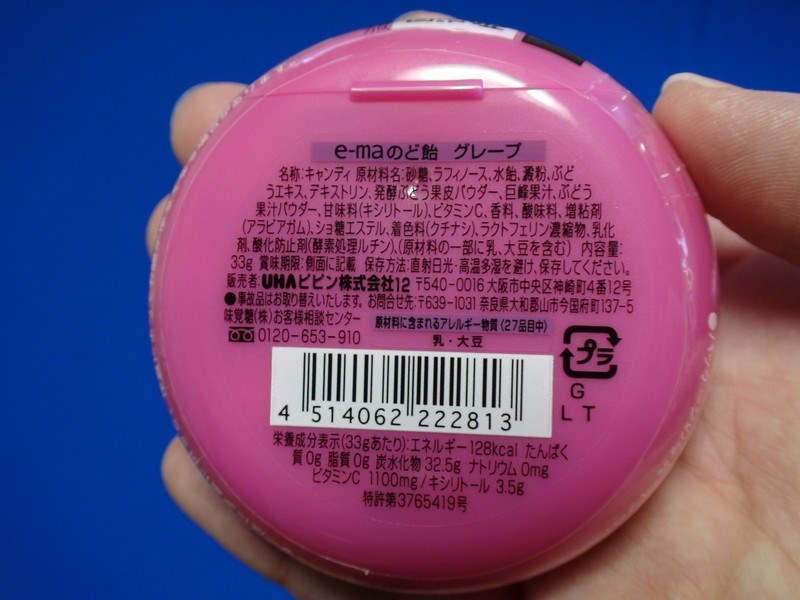 e-maのど飴 グレープ
名称:キャンディ 原材料名:砂糖、ラフィノース、水飴、澱粉、ぶど
うエキス、デキストリン、発酵ぶどう果皮パウダー、巨峰果汁、ぶどう
果汁パウダー、甘味料(キシリトール)、ビタミンC、香料、酸味料、増粘剤
(アラビアガム)、ショ糖エステル、着色料(クチナシ)、ラクトフェリン濃縮物、乳化
剤、酸化防止剤(酵素処理ルチン)、(原材料の一部に乳、大豆を含む) 内容量:
33g 賞味期限:側面に記載 保存方法:直射日光・高温多湿を避け、保存してください。
販売者:UHAピピン株式会社12 〒540-0016大阪市中央区神崎町4番12号
●事故品はお取り替えいたします。お問合せ先:〒639-1031 奈良県大和郡山市今国府町137-5
味覚糖(株)お客様相談センター
0120-653-910
原材料に含まれるアレルギー物質(27品目中)
乳・大豆
プラ
G
L T
4 514062 222813
栄養成分表示(33gあたり):エネルギー128kcal たんぱく
質0g 脂質0g 炭水化物 32.5g ナトリウム0mg
ビタミンC 1100mg/キシリトール 3.5g
特許第3765419号